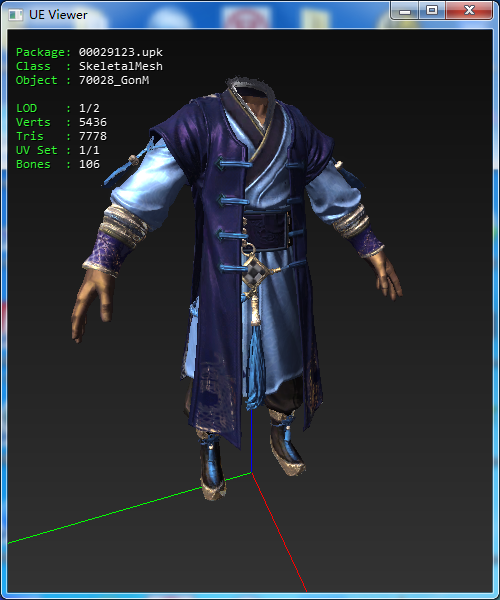 UE Viewer
Package: 00029123.upk
Class  : SkeletalMesh
Object : 70028_GonM
LOD    : 1/2
Verts  : 5436
Tris   : 7778
UV Set : 1/1
Bones  : 106